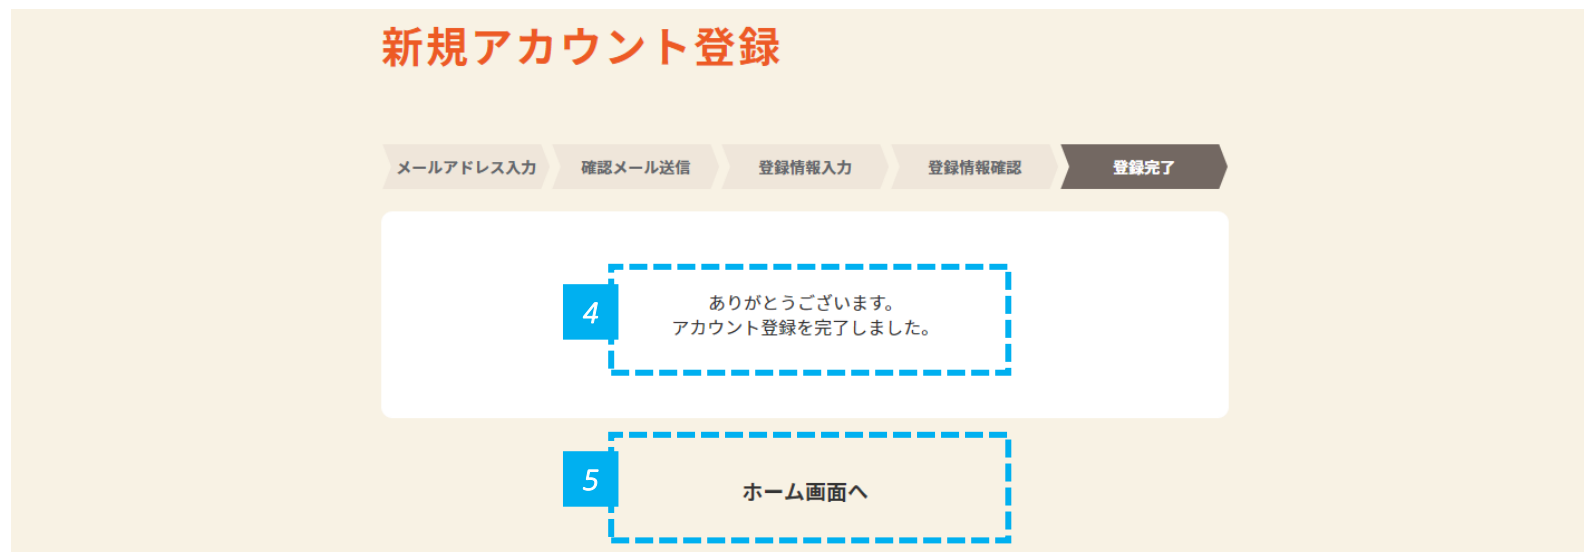 新規アカウント登録
メールアドレス入力 確認メール送信 登録情報入力 登録情報確認 登録完了
4
ありがとうございます。
アカウント登録を完了しました。
5
ホーム画面へ